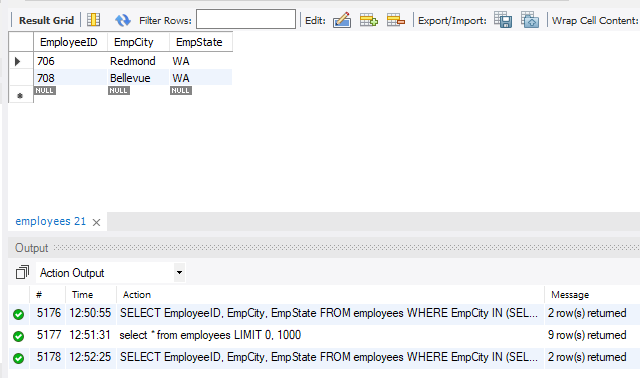 Result Grid Filter Rows: Edit: Export/Import: Wrap Cell Content:
EmployeeID EmpCity EmpState
706 Redmond WA
708 Bellevue WA
NULL NULL NULL
employees 21
Output
Action Output
# Time Action Message
5176 12:50:55 SELECT EmployeeID, EmpCity, EmpState FROM employees WHERE EmpCity IN (SEL... 2 row(s) returned
5177 12:51:31 select * from employees LIMIT 0, 1000 9 row(s) returned
5178 12:52:25 SELECT EmployeeID, EmpCity, EmpState FROM employees WHERE EmpCity IN (SEL... 2 row(s) returned